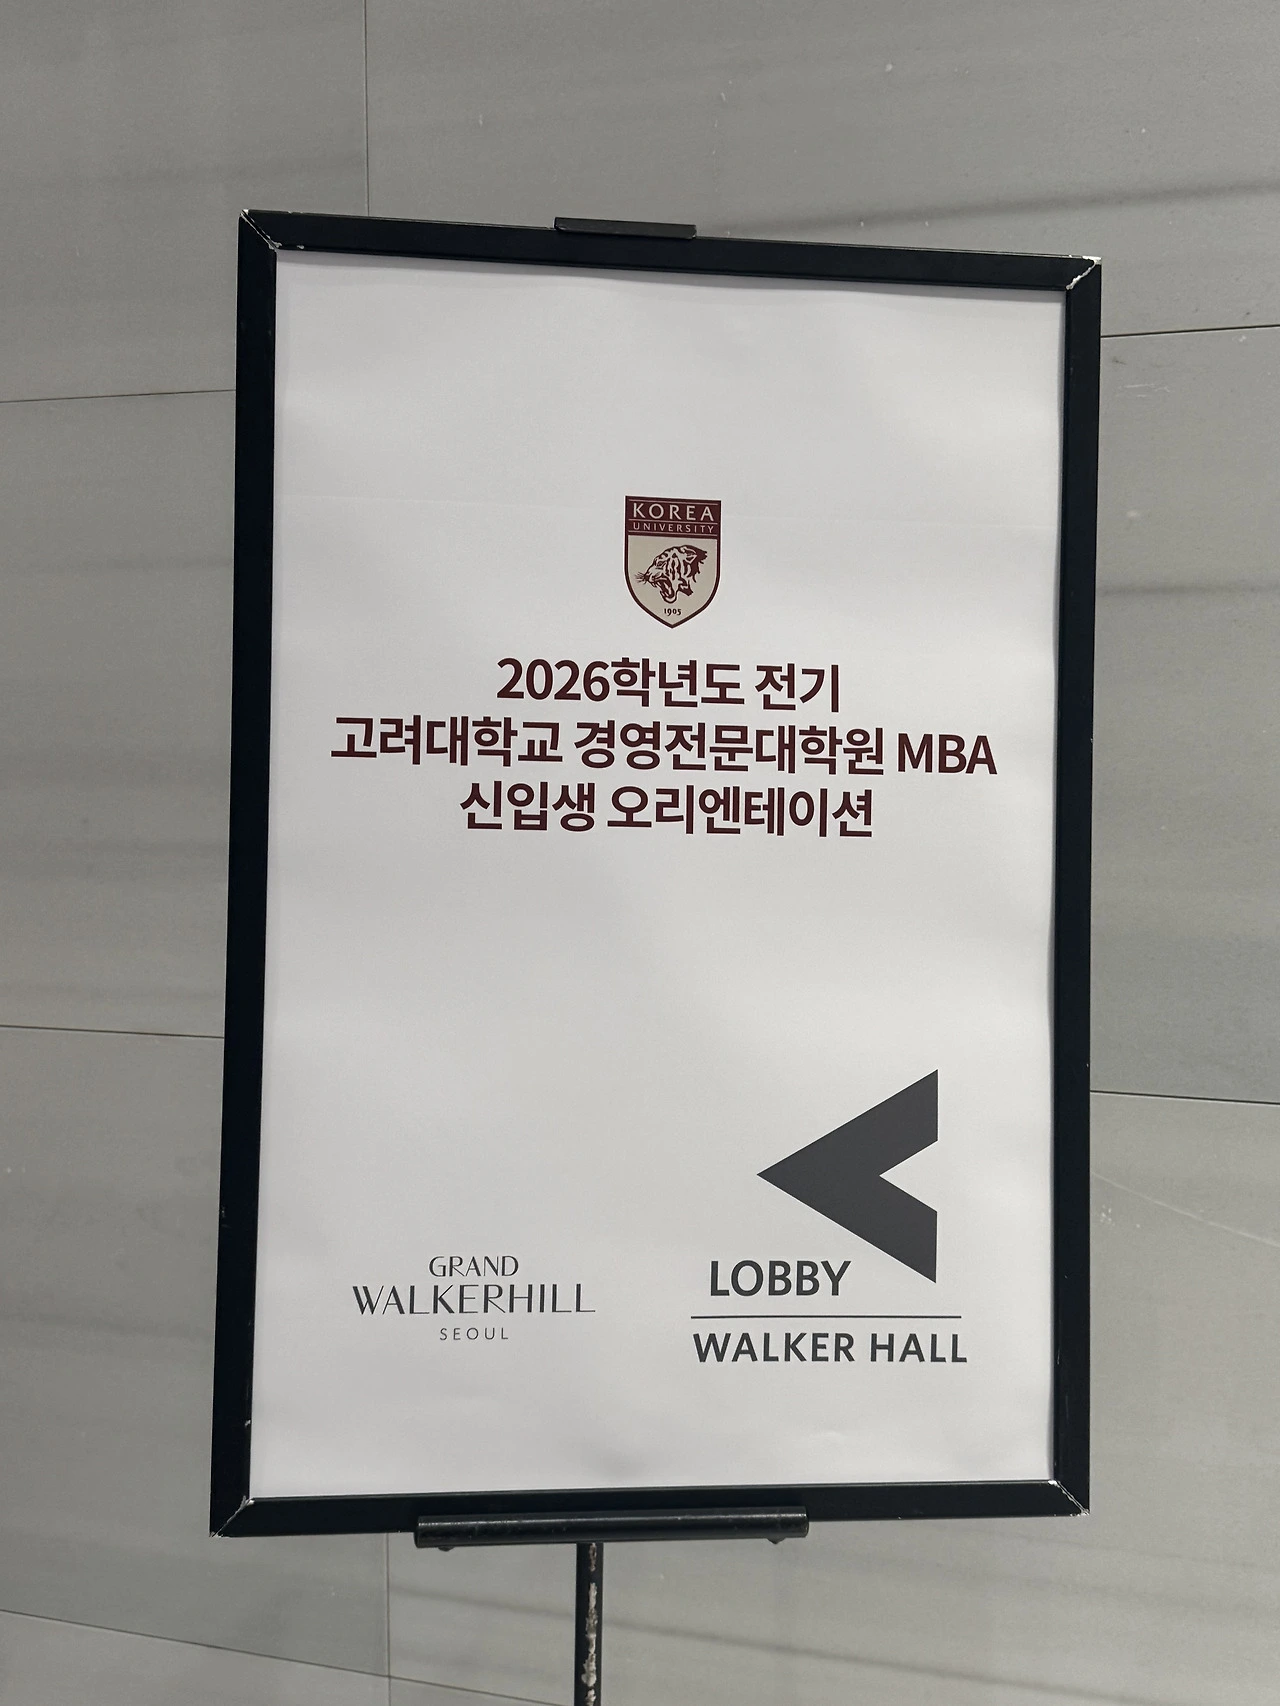 KOREA
UNIVERSITY
1905
2026학년도 전기
고려대학교 경영전문대학원 MBA
신입생 오리엔테이션
GRAND
WALKERHILL
SEOUL
LOBBY
WALKER HALL